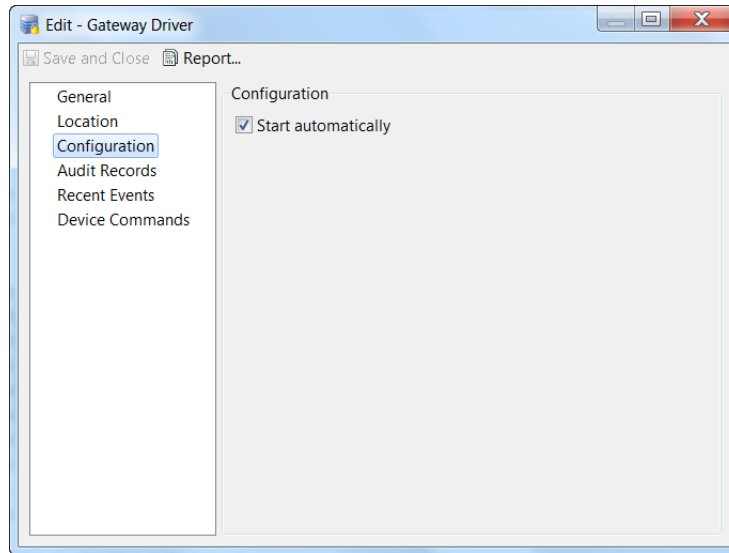 Edit - Gateway Driver
Save and Close Report...
General
Location
Configuration
Audit Records
Recent Events
Device Commands
Configuration
Start automatically